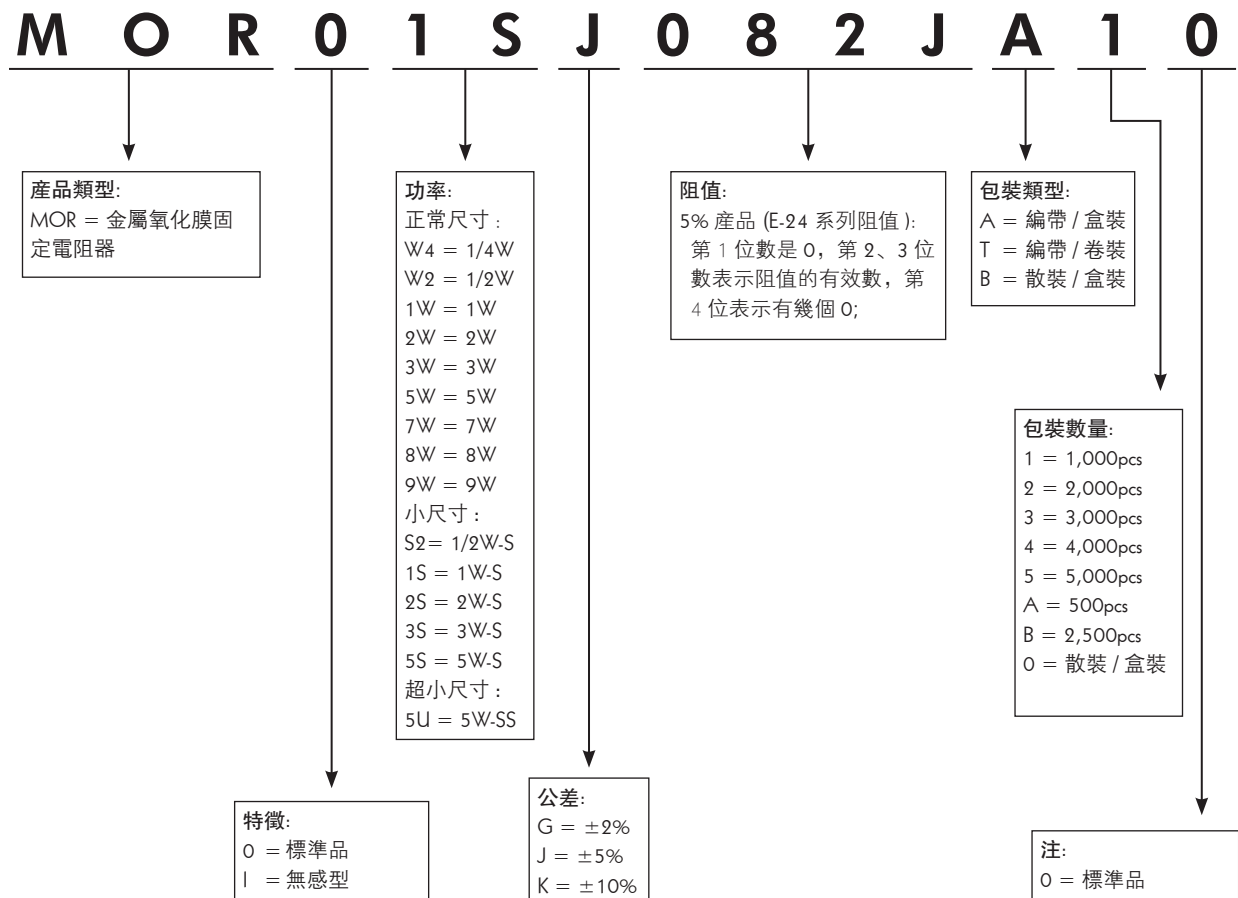 M O R 0 1 S J 0 8 2 J A 1 0
産品類型:
MOR = 金屬氧化膜固
定電阻器
功率:
正常尺寸 :
W4 = 1/4W
W2 = 1/2W
1W = 1W
2W = 2W
3W = 3W
5W = 5W
7W = 7W
8W = 8W
9W = 9W
小尺寸 :
S2= 1/2W-S
1S = 1W-S
2S = 2W-S
3S = 3W-S
5S = 5W-S
超小尺寸 :
5U = 5W-SS
阻值:
5% 産品 (E-24 系列阻值 ):
第 1 位數是 0，第 2、3 位
數表示阻值的有效數，第
4 位表示有幾個 0;
包裝類型:
A = 編帶 / 盒裝
T = 編帶 / 卷裝
B = 散裝 / 盒裝
包裝數量:
1 = 1,000pcs
2 = 2,000pcs
3 = 3,000pcs
4 = 4,000pcs
5 = 5,000pcs
A = 500pcs
B = 2,500pcs
0 = 散裝 / 盒裝
特徵:
0 = 標準品
I = 無感型
公差:
G = ±2%
J = ±5%
K = ±10%
注:
0 = 標準品